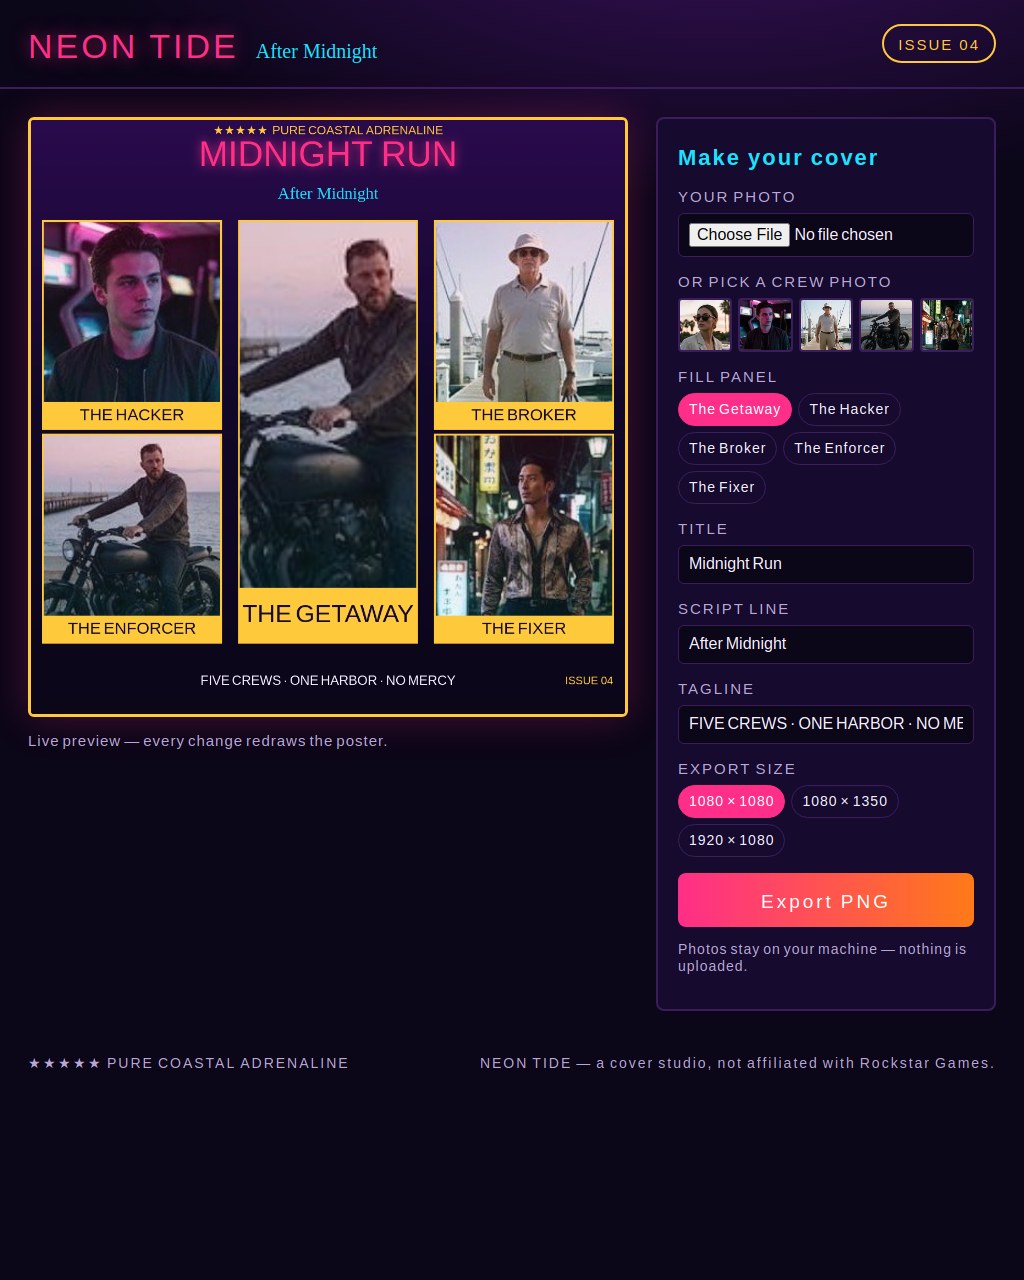 NEON TIDE After Midnight
ISSUE 04
★★★★★ PURE COASTAL ADRENALINE
MIDNIGHT RUN
After Midnight
THE HACKER
THE BROKER
THE ENFORCER
THE GETAWAY
THE FIXER
FIVE CREWS · ONE HARBOR · NO MERCY
ISSUE 04
Live preview — every change redraws the poster.
Make your cover
YOUR PHOTO
Choose File No file chosen
OR PICK A CREW PHOTO
FILL PANEL
The Getaway
The Hacker
The Broker
The Enforcer
The Fixer
TITLE
Midnight Run
SCRIPT LINE
After Midnight
TAGLINE
FIVE CREWS · ONE HARBOR · NO ME
EXPORT SIZE
1080 × 1080
1080 × 1350
1920 × 1080
Export PNG
Photos stay on your machine — nothing is
uploaded.
★★★★★ PURE COASTAL ADRENALINE
NEON TIDE — a cover studio, not affiliated with Rockstar Games.